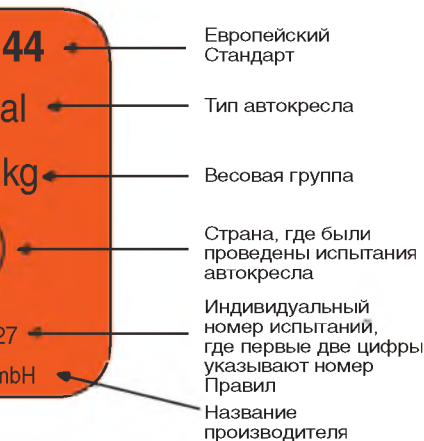 44
Европейский
Стандарт
al
Тип автокресла
kg
Весовая группа
)
Страна, где были
проведены испытания
автокресла
27
Индивидуальный
номер испытаний,
где первые две цифры
указывают номер
Правил
mbH
Название
производителя